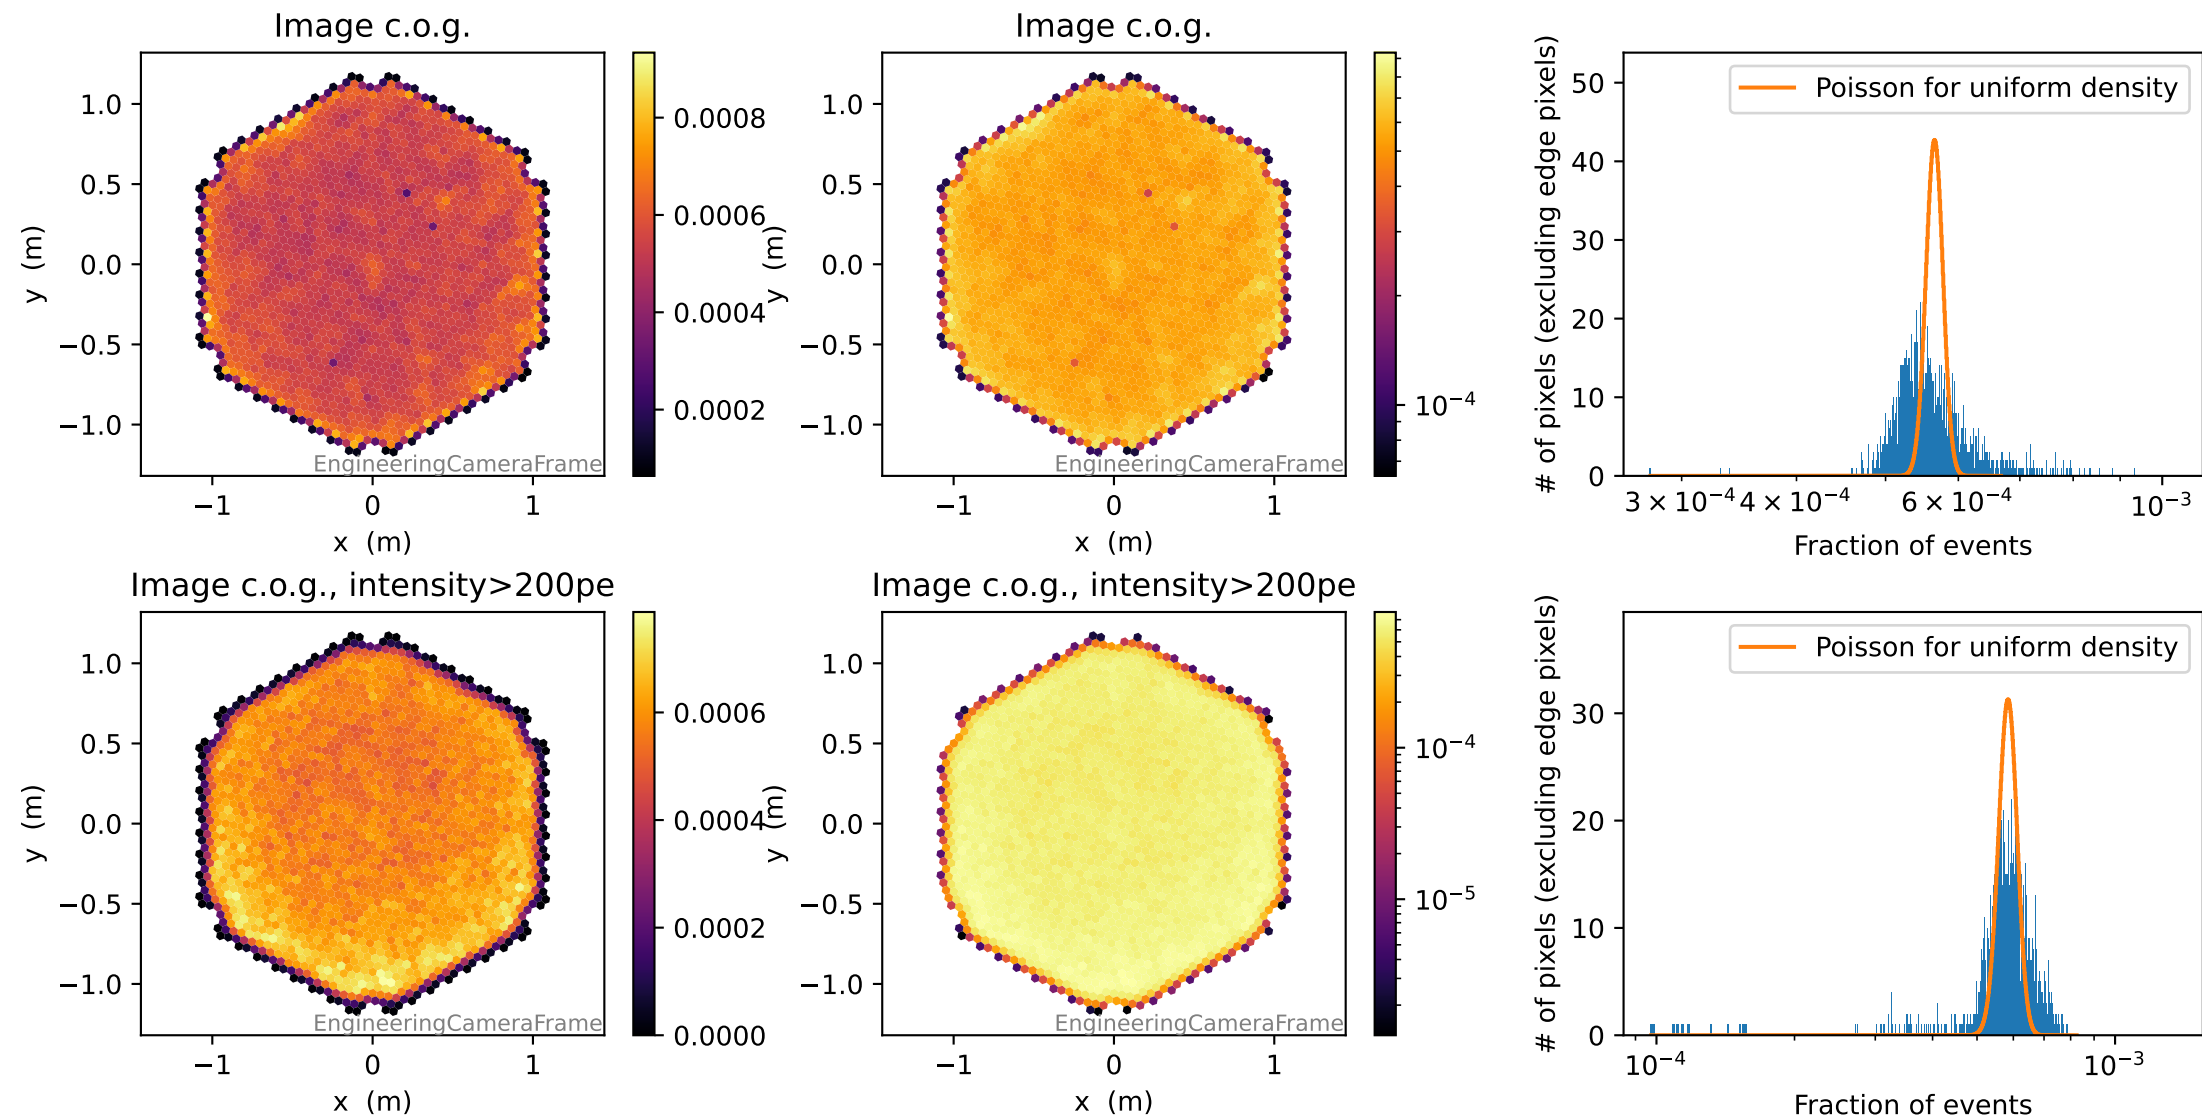 Image c.o.g.
1.0
0.5
0.0
−0.5
−1.0
y (m)
−1
0
1
x (m)
EngineeringCameraFrame
0.0008
0.0006
0.0004
0.0002
Image c.o.g.
1.0
0.5
0.0
−0.5
−1.0
y (m)
−1
0
1
x (m)
EngineeringCameraFrame
10⁻⁴
Poisson for uniform density
50
40
30
20
10
0
# of pixels (excluding edge pixels)
3 × 10⁻⁴
4 × 10⁻⁴
6 × 10⁻⁴
10⁻³
Fraction of events
Image c.o.g., intensity>200pe
1.0
0.5
0.0
−0.5
−1.0
y (m)
−1
0
1
x (m)
EngineeringCameraFrame
0.0006
0.0004
0.0002
0.0000
Image c.o.g., intensity>200pe
1.0
0.5
0.0
−0.5
−1.0
y (m)
−1
0
1
x (m)
EngineeringCameraFrame
10⁻⁴
10⁻⁵
Poisson for uniform density
30
20
10
0
# of pixels (excluding edge pixels)
10⁻⁴
10⁻³
Fraction of events